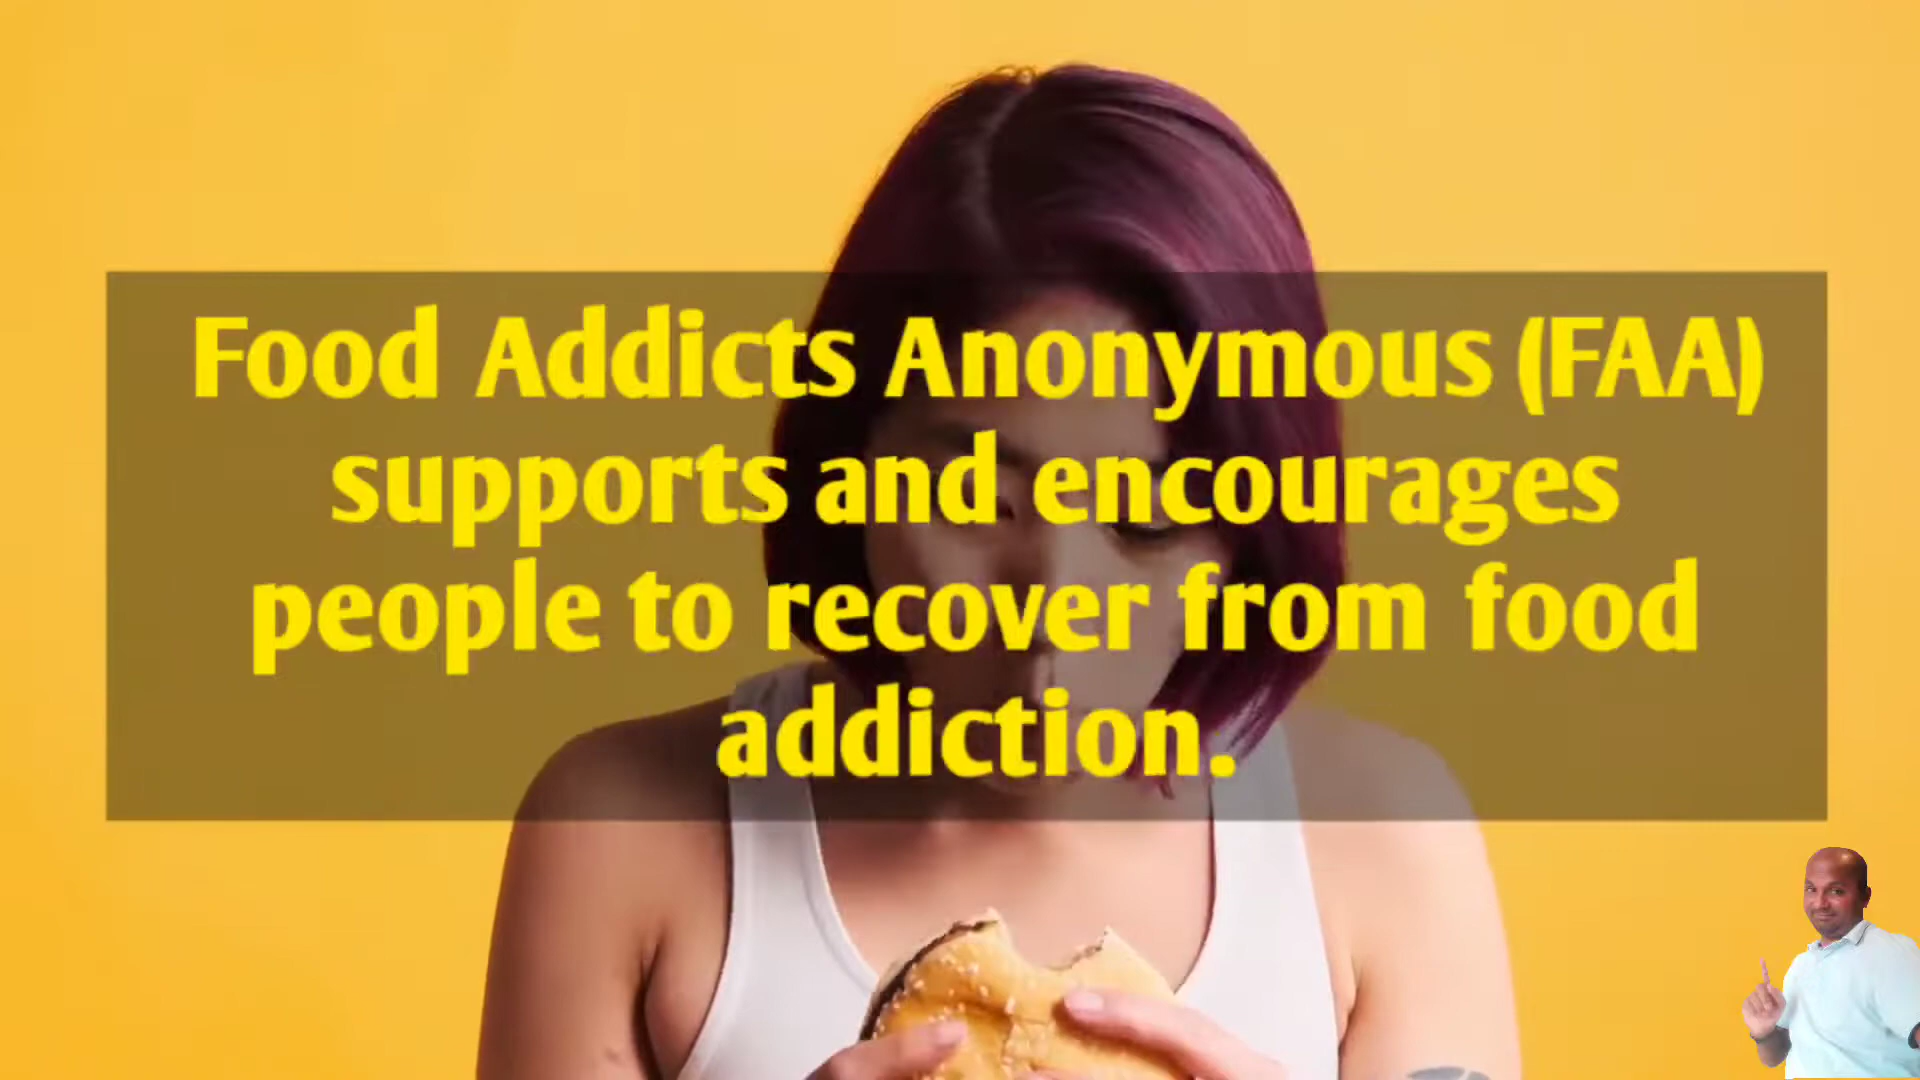 Food Addicts Anonymous (FAA)
supports and encourages
people to recover from food
addiction.